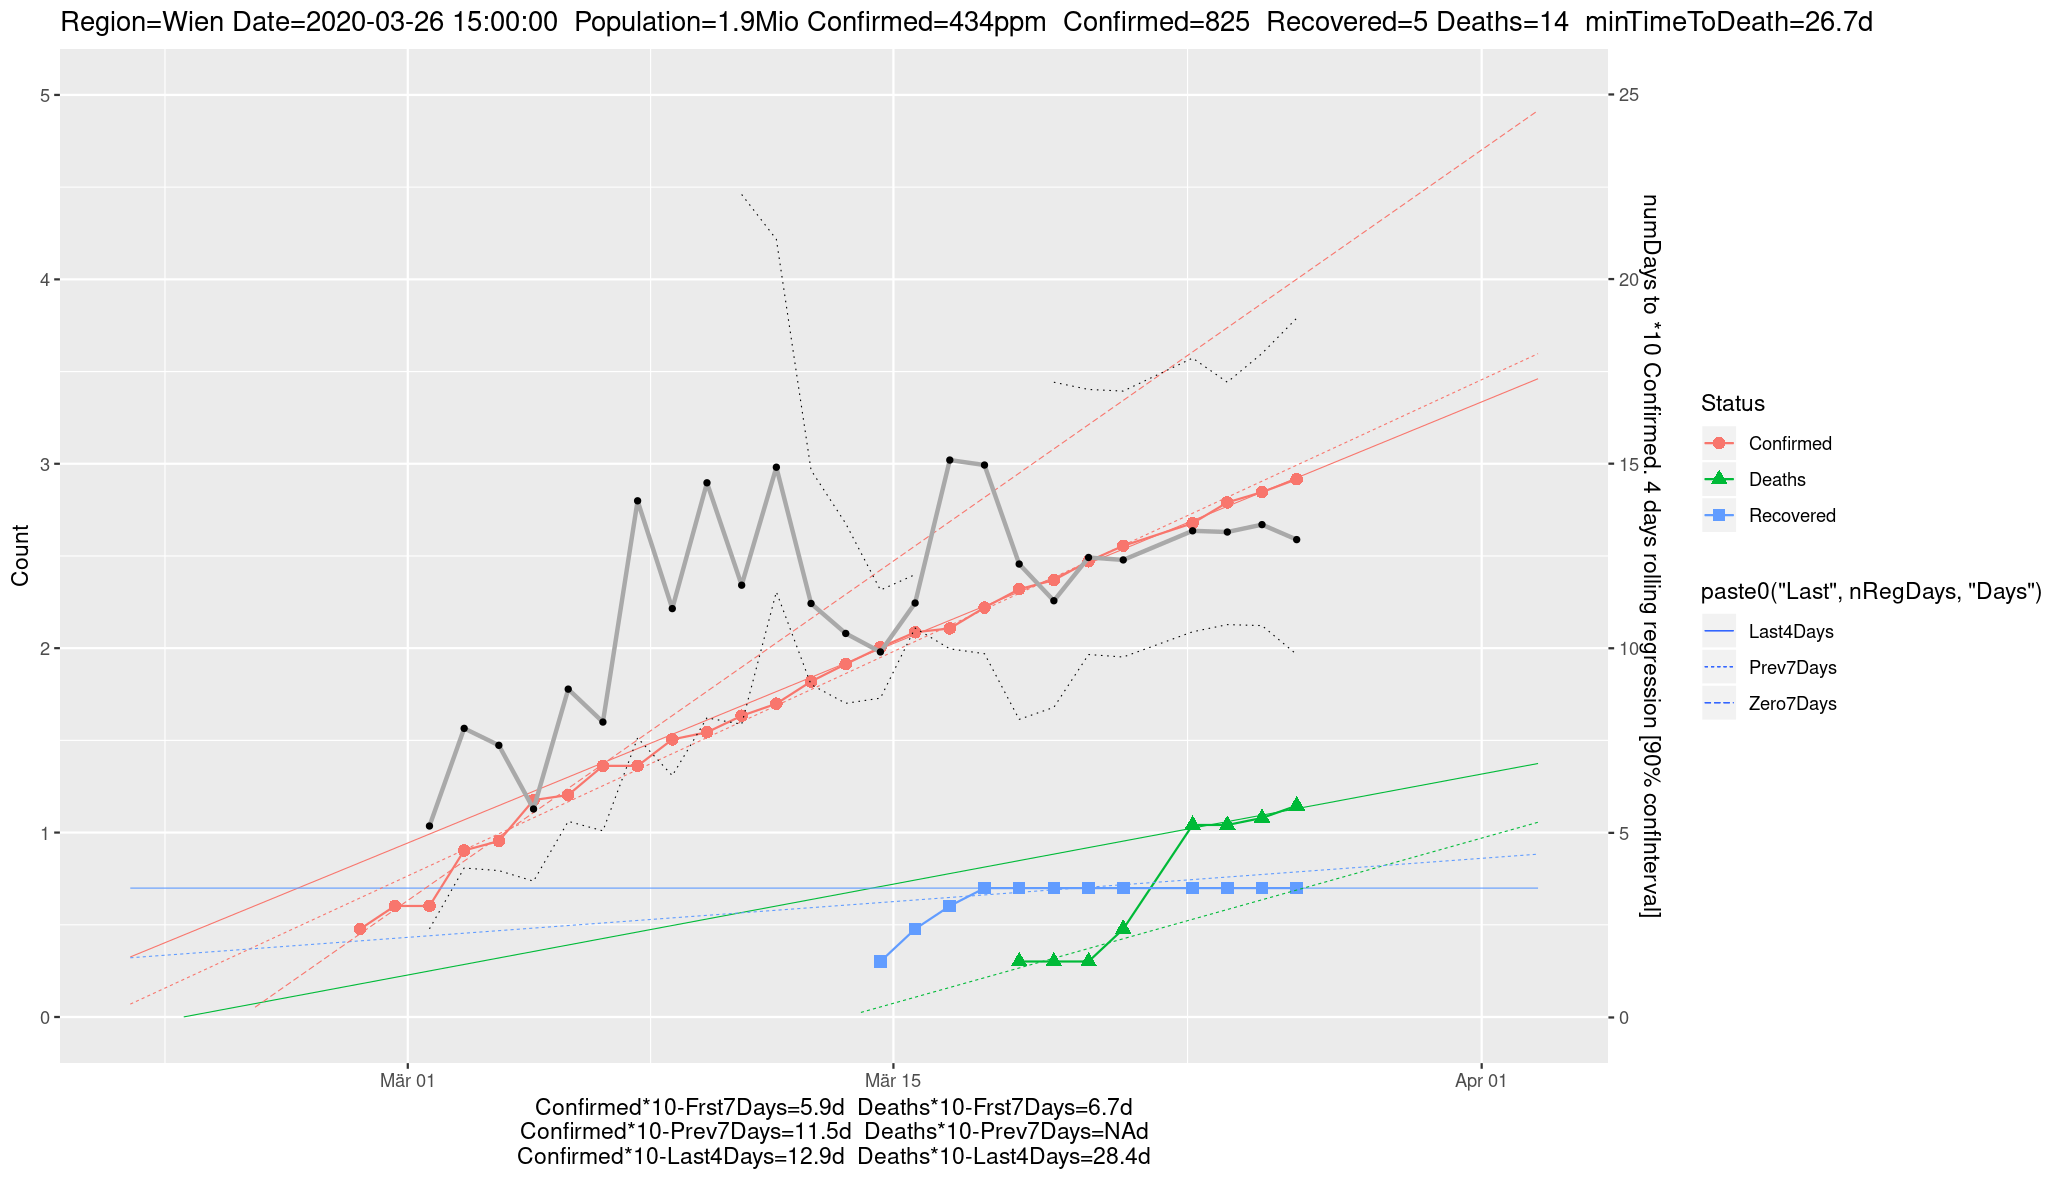 Region=Wien Date=2020-03-26 15:00:00  Population=1.9Mio Confirmed=434ppm  Confirmed=825  Recovered=5 Deaths=14  minTimeToDeath=26.7d
5
4
3
2
1
0
Count
25
20
15
10
5
0
numDays to *10 Confirmed. 4 days rolling regression [90% confInterval]
Mär 01
Mär 15
Apr 01
Confirmed*10-Frst7Days=5.9d  Deaths*10-Frst7Days=6.7d
Confirmed*10-Prev7Days=11.5d  Deaths*10-Prev7Days=NAd
Confirmed*10-Last4Days=12.9d  Deaths*10-Last4Days=28.4d
Status
Confirmed
Deaths
Recovered
paste0("Last", nRegDays, "Days")
Last4Days
Prev7Days
Zero7Days